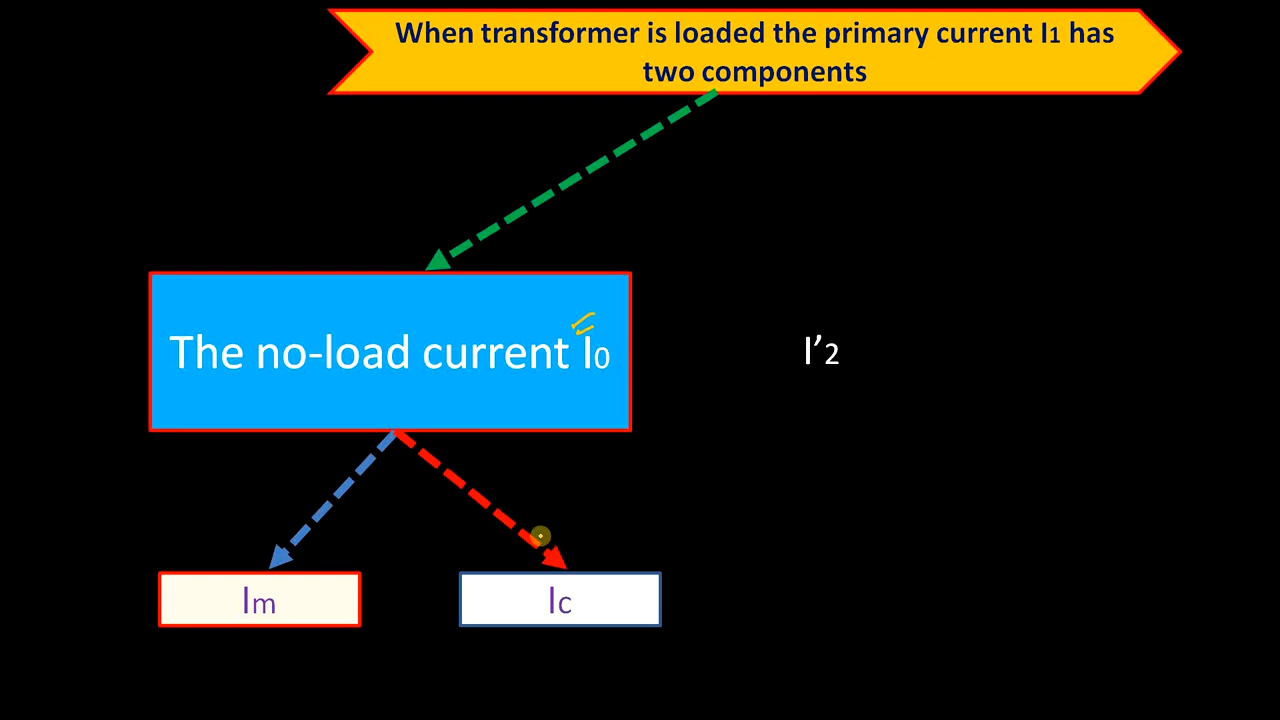 When transformer is loaded the primary current I1 has
two components
The no-load current I0
I’2
Im
Ic